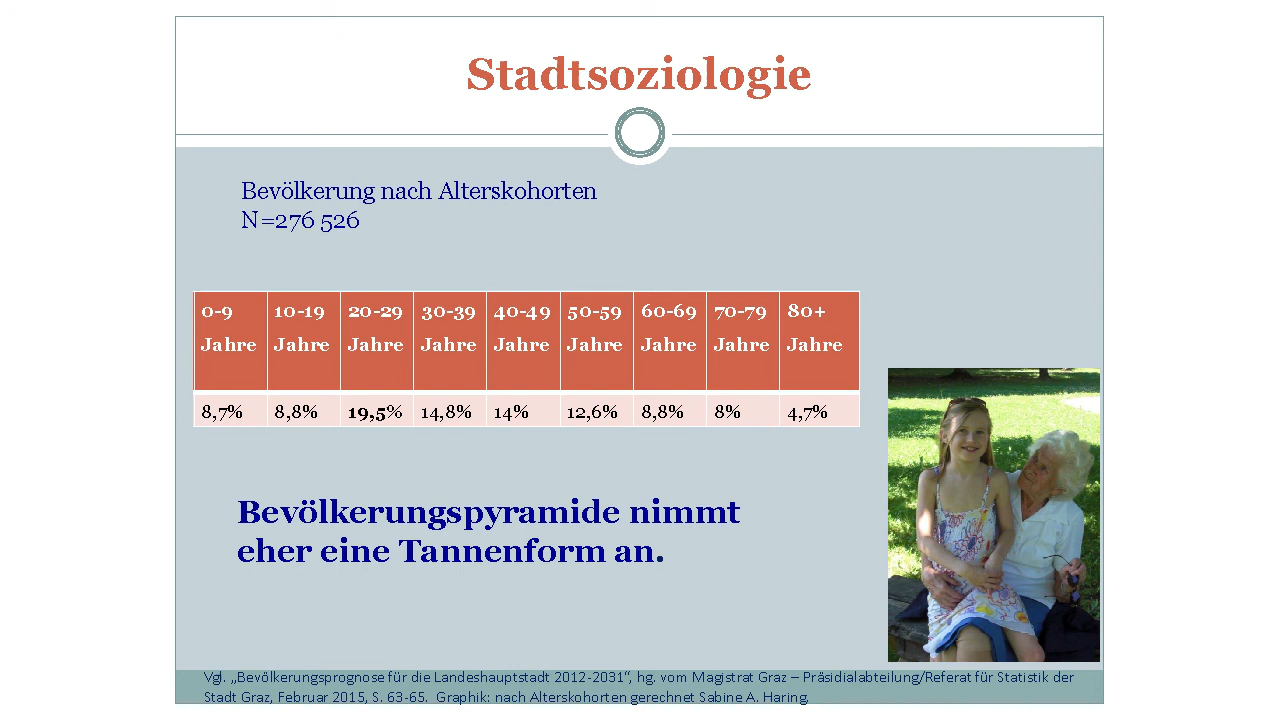 Stadtsoziologie
Bevölkerung nach Alterskohorten
N=276 526
0-9 10-19 20-29 30-39 40-49 50-59 60-69 70-79 80+
Jahre Jahre Jahre Jahre Jahre Jahre Jahre Jahre Jahre
8,7% 8,8% 19,5% 14,8% 14% 12,6% 8,8% 8% 4,7%
Bevölkerungspyramide nimmt
eher eine Tannenform an.
Vgl. „Bevölkerungsprognose für die Landeshauptstadt 2012-2031“, hg. vom Magistrat Graz – Präsidialabteilung/Referat für Statistik der
Stadt Graz, Februar 2015, S. 63-65. Graphik: nach Alterskohorten gerechnet Sabine A. Haring.